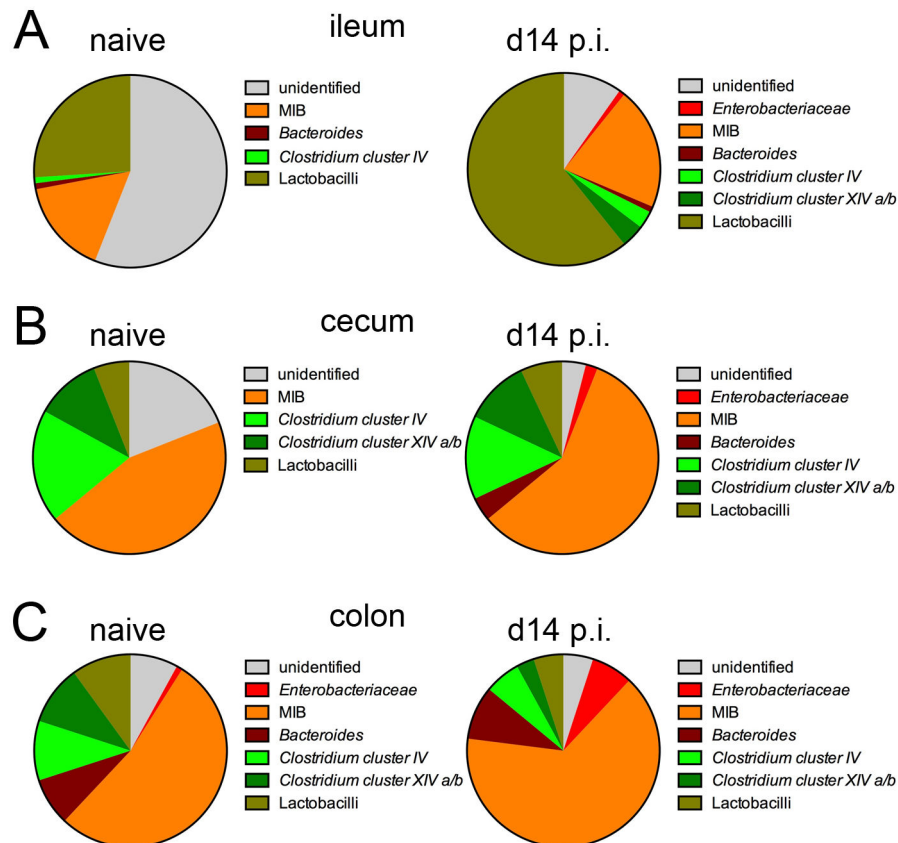 A
ileum
naive
d14 p.i.
unidentified
MIB
Bacteroides
Clostridium cluster IV
Lactobacilli
unidentified
Enterobacteriaceae
MIB
Bacteroides
Clostridium cluster IV
Clostridium cluster XIV a/b
Lactobacilli
B
cecum
naive
d14 p.i.
unidentified
MIB
Clostridium cluster IV
Clostridium cluster XIV a/b
Lactobacilli
unidentified
Enterobacteriaceae
MIB
Bacteroides
Clostridium cluster IV
Clostridium cluster XIV a/b
Lactobacilli
C
colon
naive
d14 p.i.
unidentified
Enterobacteriaceae
MIB
Bacteroides
Clostridium cluster IV
Clostridium cluster XIV a/b
Lactobacilli
unidentified
Enterobacteriaceae
MIB
Bacteroides
Clostridium cluster IV
Clostridium cluster XIV a/b
Lactobacilli